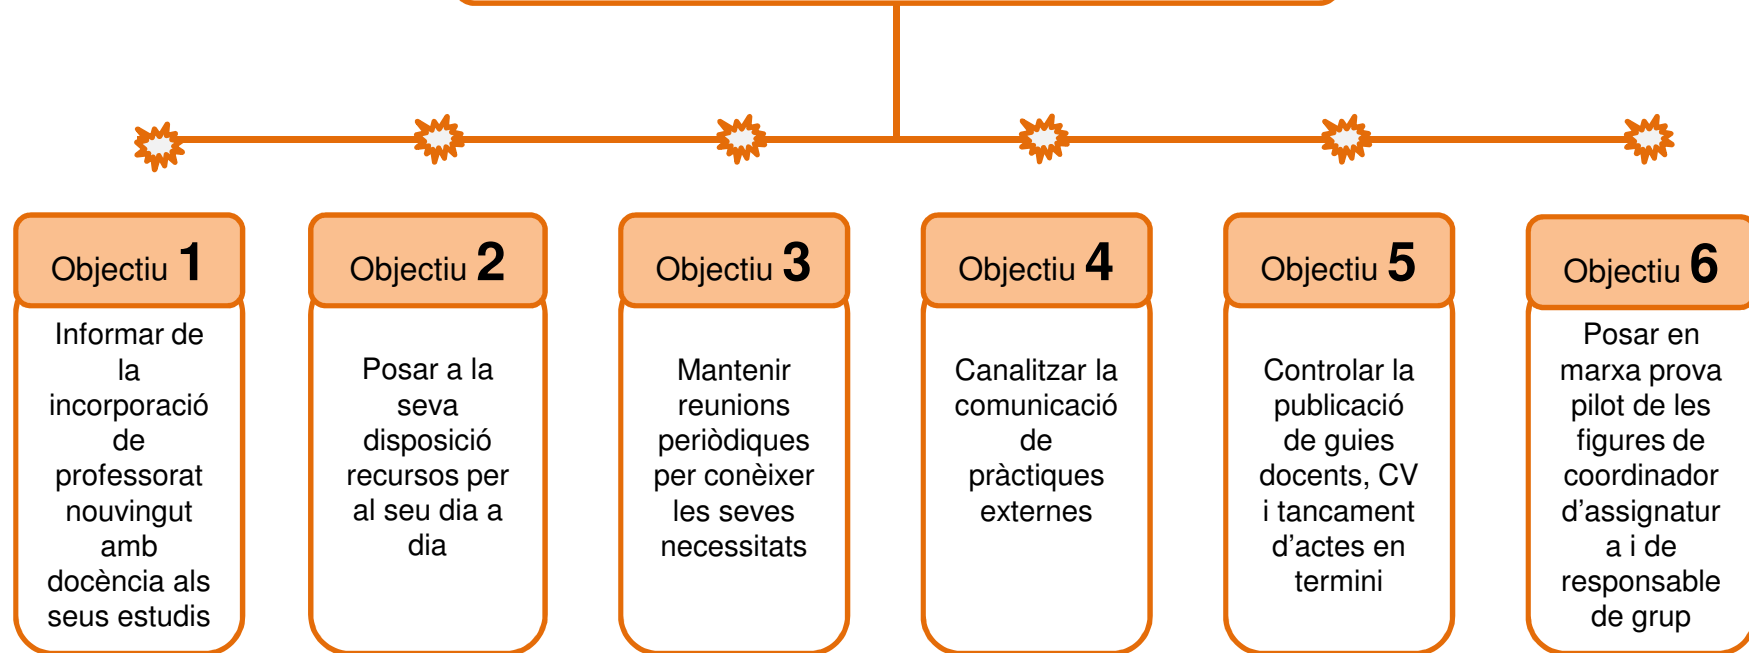 Objectiu 1
Informar de
la
incorporació
de
professorat
nouvingut
amb
docència als
seus estudis
Objectiu 2
Posar a la
seva
disposició
recursos per
al seu dia a
dia
Objectiu 3
Mantenir
reunions
periòdiques
per conèixer
les seves
necessitats
Objectiu 4
Canalitzar la
comunicació
de
pràctiques
externes
Objectiu 5
Controlar la
publicació
de guies
docents, CV
i tancament
d’actes en
termini
Objectiu 6
Posar en
marxa prova
pilot de les
figures de
coordinador
d’assignatur
a i de
responsable
de grup